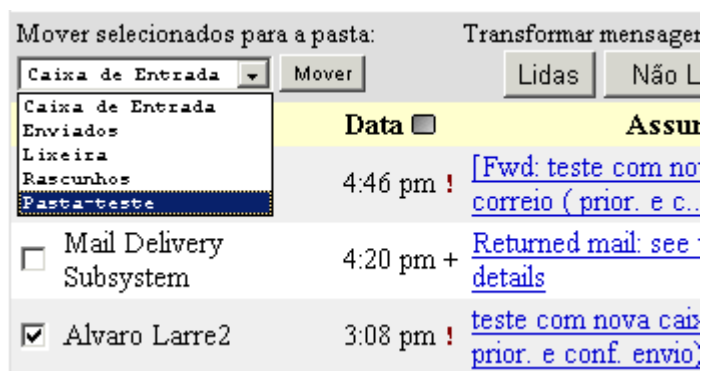 Mover selecionados para a pasta: Transformar mensagen
Caixa de Entrada Mover Lidas Não L
Caixa de Entrada
Enviados
Lixeira
Rascunhos
Pasta-teste
Data Assun
4:46 pm ! [Fwd: teste com nov
correio ( prior. e c...
Mail Delivery
Subsystem
4:20 pm + Returned mail: see
details
Alvaro Larre2 3:08 pm ! teste com nova caix
prior. e conf. envio)